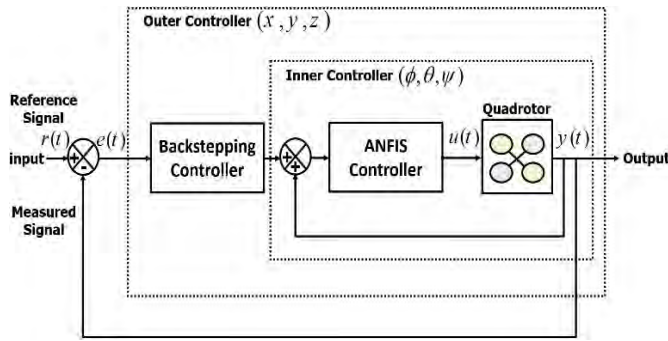 Outer Controller (x, y, z)
Inner Controller (ϕ, θ, ψ)
Reference
Signal
Quadrotor
r(t)
e(t)
u(t)
y(t)
input
+
-
Backstepping
Controller
+
+
ANFIS
Controller
Output
Measured
Signal